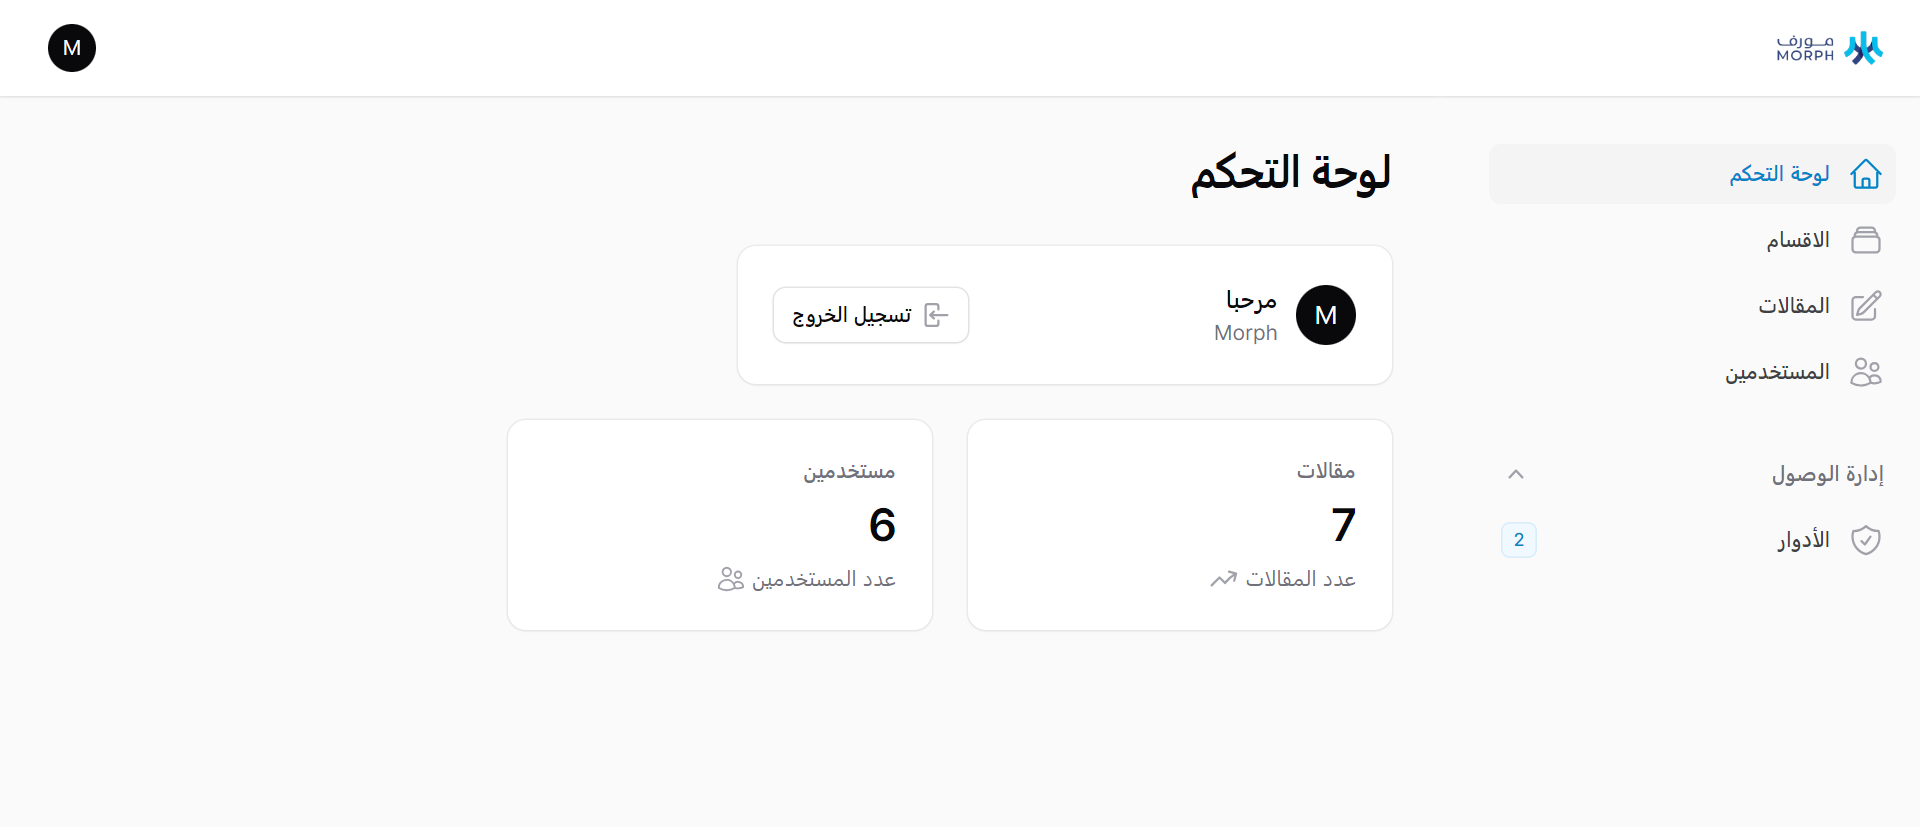 مورف
MORPH
M
لوحة التحكم
الاقسام
المقالات
المستخدمين
إدارة الوصول
الأدوار
2
لوحة التحكم
M
مرحبا
Morph
تسجيل الخروج
مقالات
7
عدد المقالات
مستخدمين
6
عدد المستخدمين